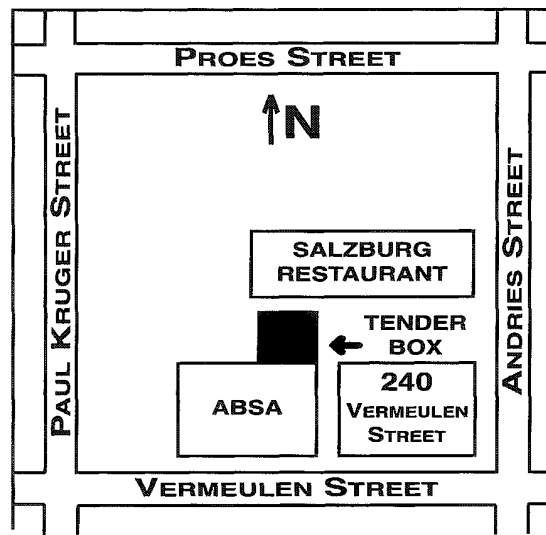 PROES STREET
N
PAUL KRUGER STREET
ANDRIES STREET
SALZBURG
RESTAURANT
TENDER
BOX
ABSA
240
VERMEULEN
STREET
VERMEULEN STREET